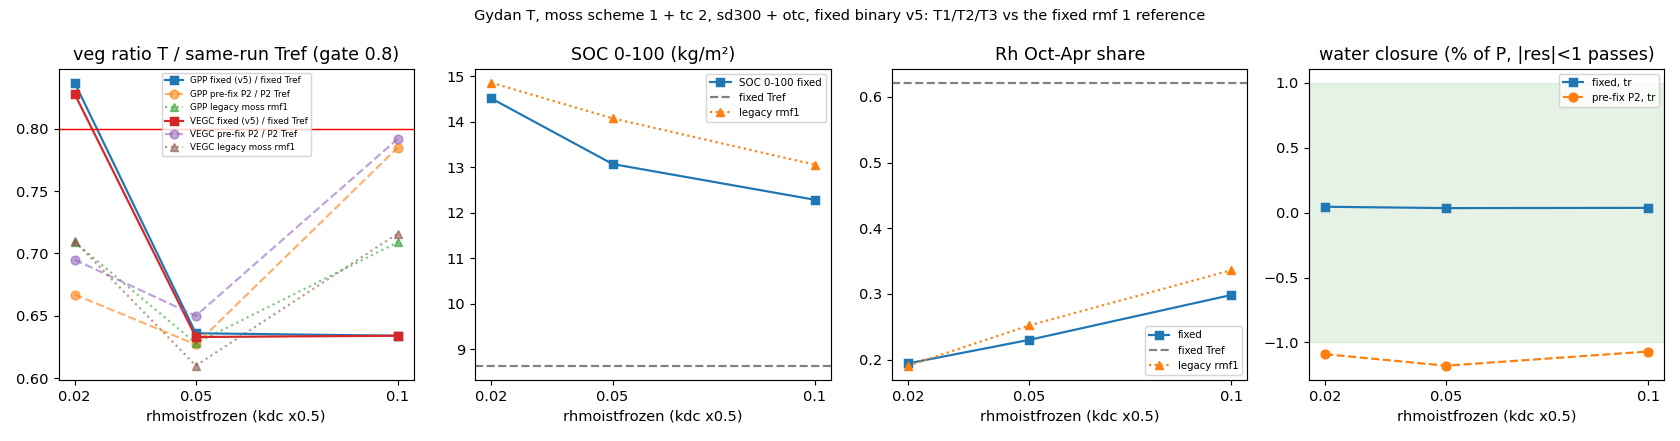 Gydan T, moss scheme 1 + tc 2, sd300 + otc, fixed binary v5: T1/T2/T3 vs the fixed rmf 1 reference
veg ratio T / same-run Tref (gate 0.8)
GPP fixed (v5) / fixed Tref
GPP pre-fix P2 / P2 Tref
GPP legacy moss rmf1
VEGC fixed (v5) / fixed Tref
VEGC pre-fix P2 / P2 Tref
VEGC legacy moss rmf1
0.80
0.75
0.70
0.65
0.60
0.02 0.05 0.1
rhmoistfrozen (kdc x0.5)
SOC 0-100 (kg/m²)
SOC 0-100 fixed
fixed Tref
legacy rmf1
15
14
13
12
11
10
9
0.02 0.05 0.1
rhmoistfrozen (kdc x0.5)
Rh Oct-Apr share
0.6
0.5
0.4
0.3
0.2
fixed
fixed Tref
legacy rmf1
0.02 0.05 0.1
rhmoistfrozen (kdc x0.5)
water closure (% of P, |res|<1 passes)
fixed, tr
pre-fix P2, tr
1.0
0.5
0.0
−0.5
−1.0
0.02 0.05 0.1
rhmoistfrozen (kdc x0.5)